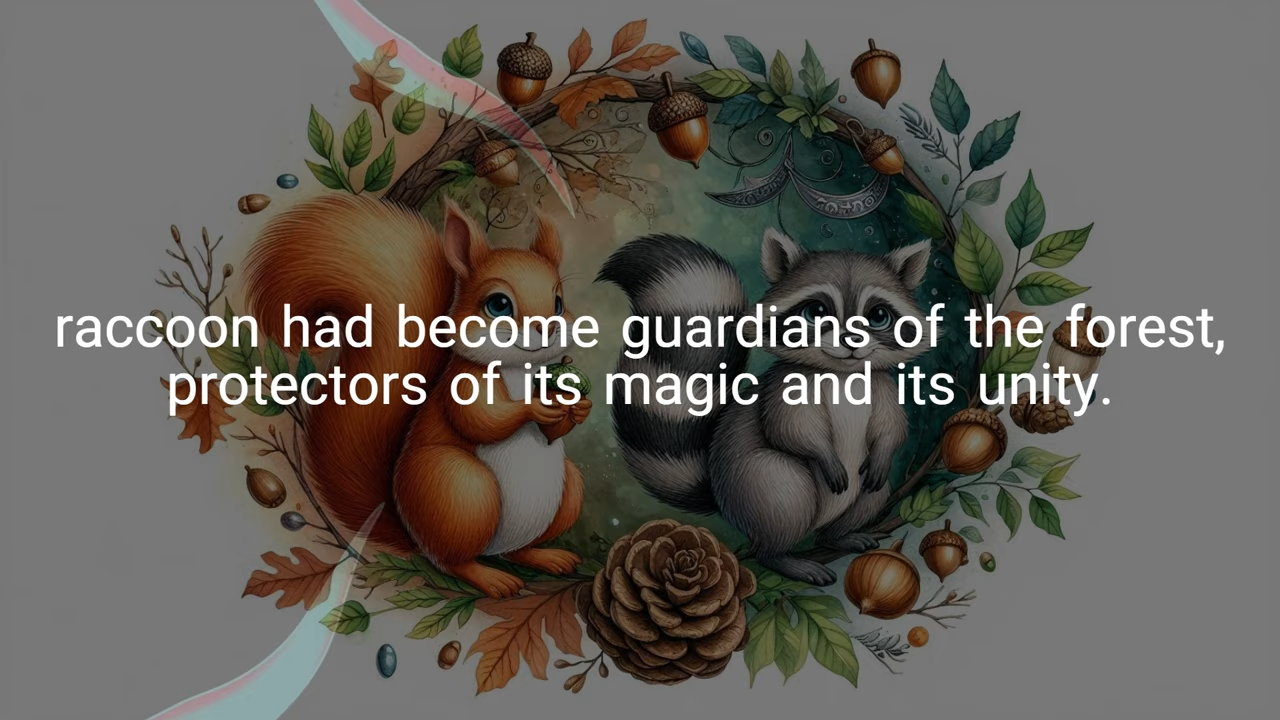 raccoon had become guardians of the forest,
protectors of its magic and its unity.